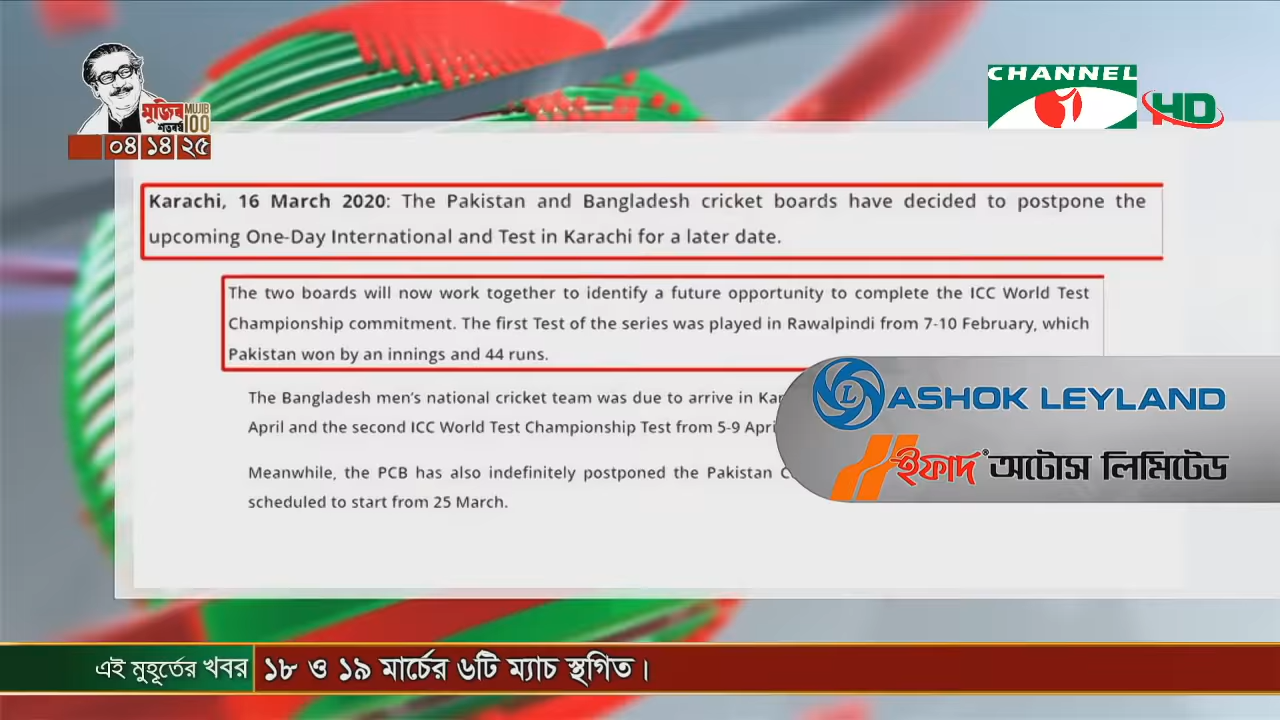 CHANNEL
HD
মুজিব
MUJIB
শতবর্ষ
100
০৪ ১৪ ২৫
Karachi, 16 March 2020: The Pakistan and Bangladesh cricket boards have decided to postpone the
upcoming One-Day International and Test in Karachi for a later date.
The two boards will now work together to identify a future opportunity to complete the ICC World Test
Championship commitment. The first Test of the series was played in Rawalpindi from 7-10 February, which
Pakistan won by an innings and 44 runs.
The Bangladesh men's national cricket team was due to arrive in
April and the second ICC World Test Championship Test from 5-9
Meanwhile, the PCB has also indefinitely postponed the Pakistan
scheduled to start from 25 March.
ASHOK LEYLAND
ইফাদ অটোস লিমিটেড
এই মুহূর্তের খবর
১৮ ও ১৯ মার্চের ৬টি ম্যাচ স্থগিত।